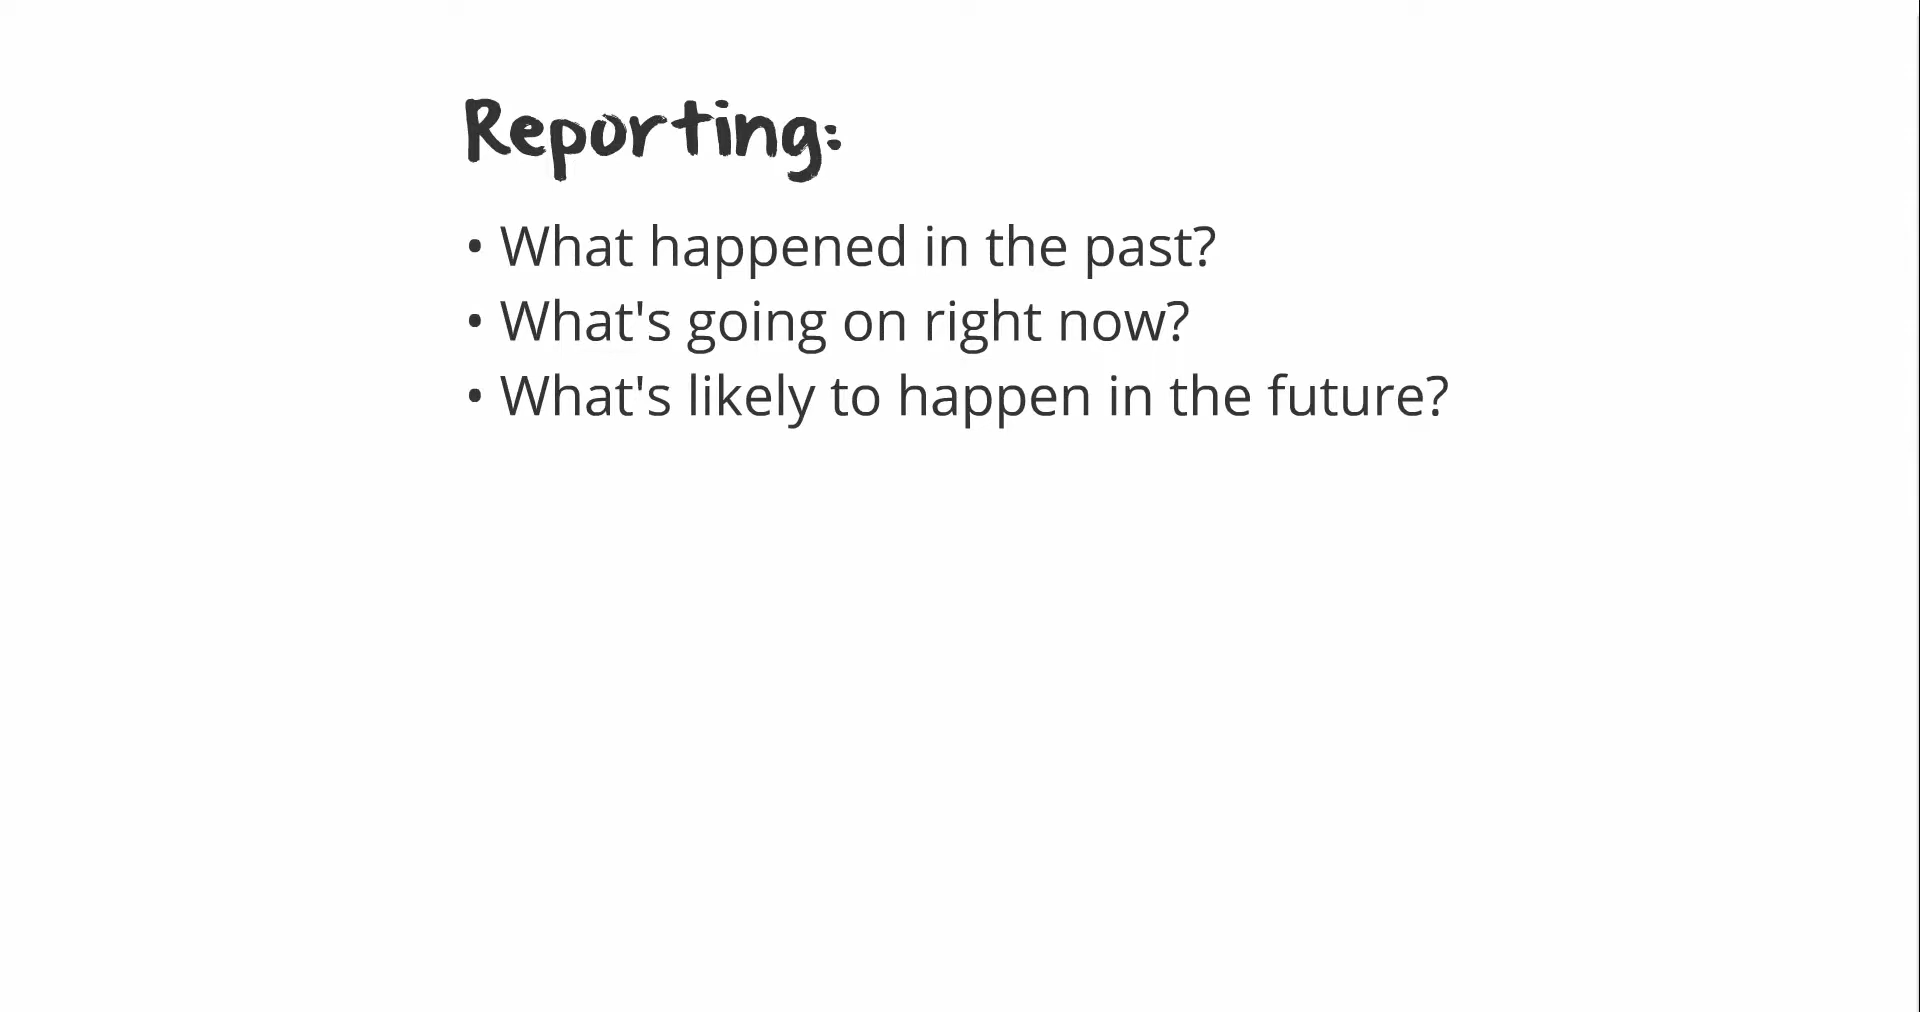 Reporting:
• What happened in the past?
• What's going on right now?
• What's likely to happen in the future?